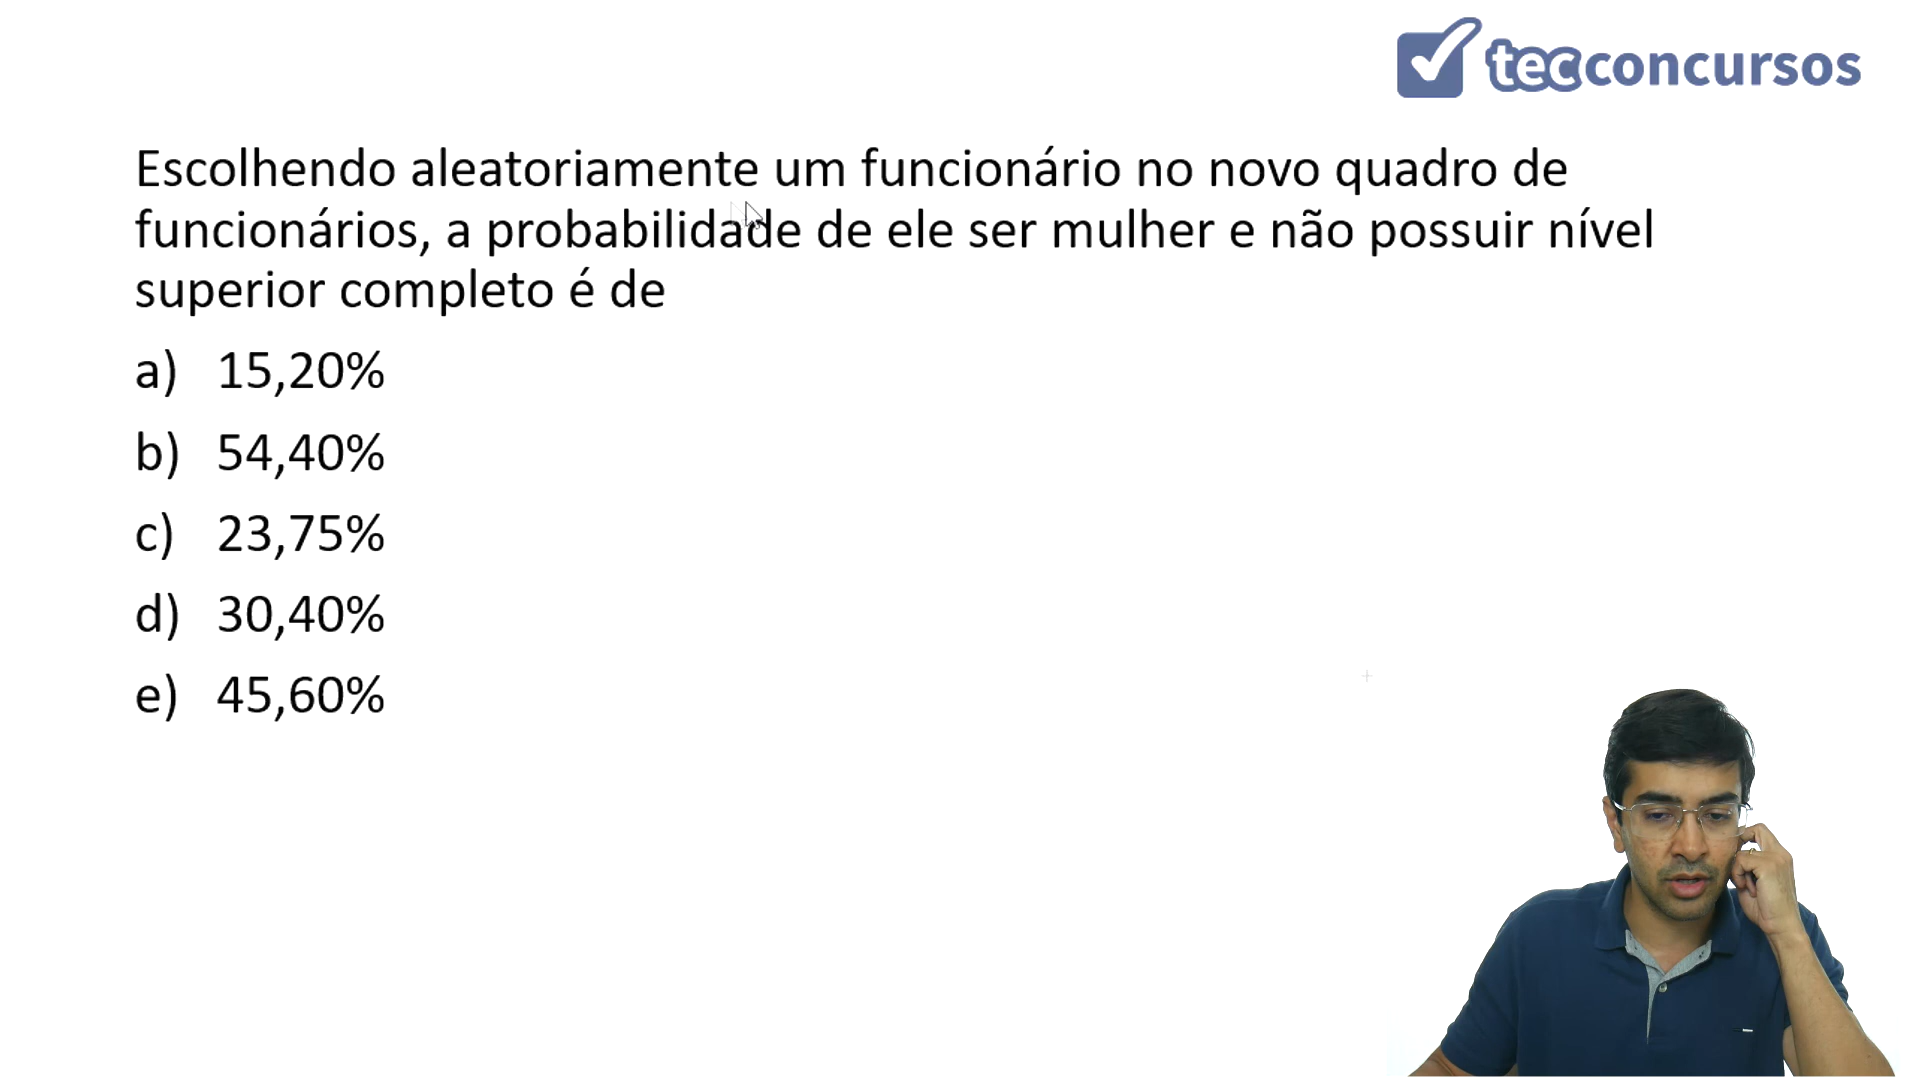 tecconcursos
Escolhendo aleatoriamente um funcionário no novo quadro de
funcionários, a probabilidade de ele ser mulher e não possuir nível
superior completo é de
a) 15,20%
b) 54,40%
c) 23,75%
d) 30,40%
e) 45,60%